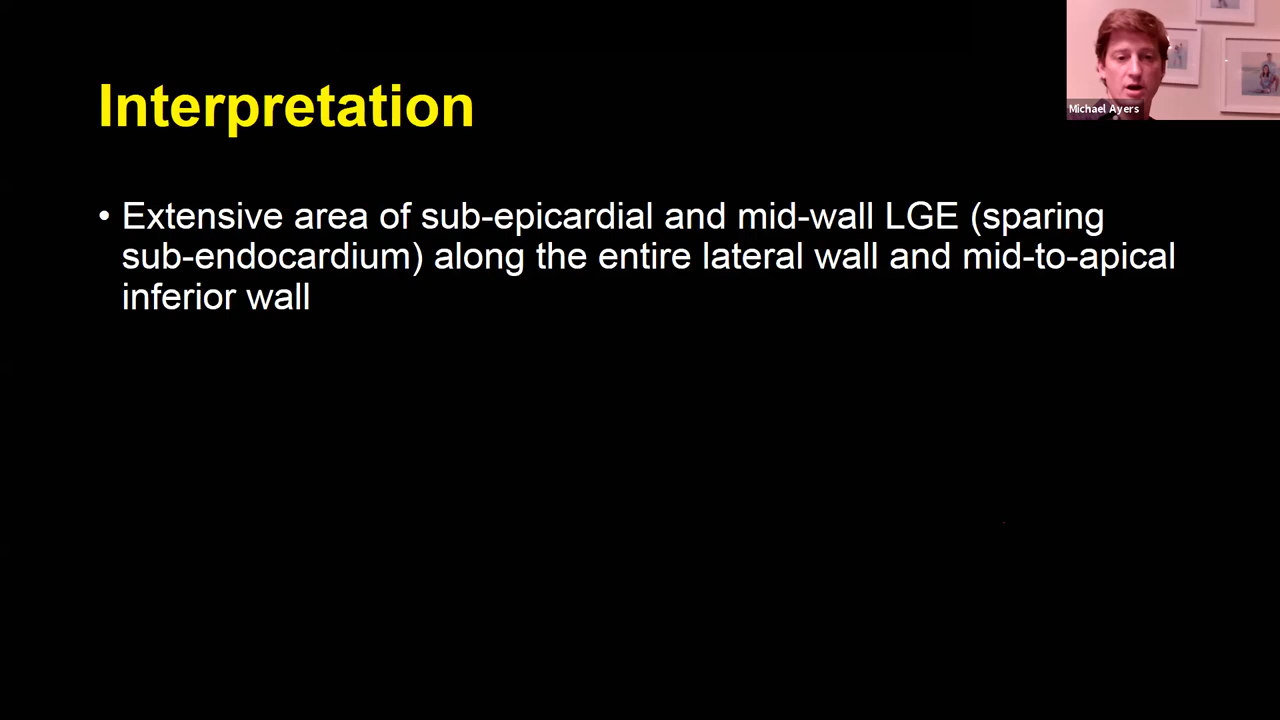 Interpretation
Michael Ayers
• Extensive area of sub-epicardial and mid-wall LGE (sparing
sub-endocardium) along the entire lateral wall and mid-to-apical
inferior wall